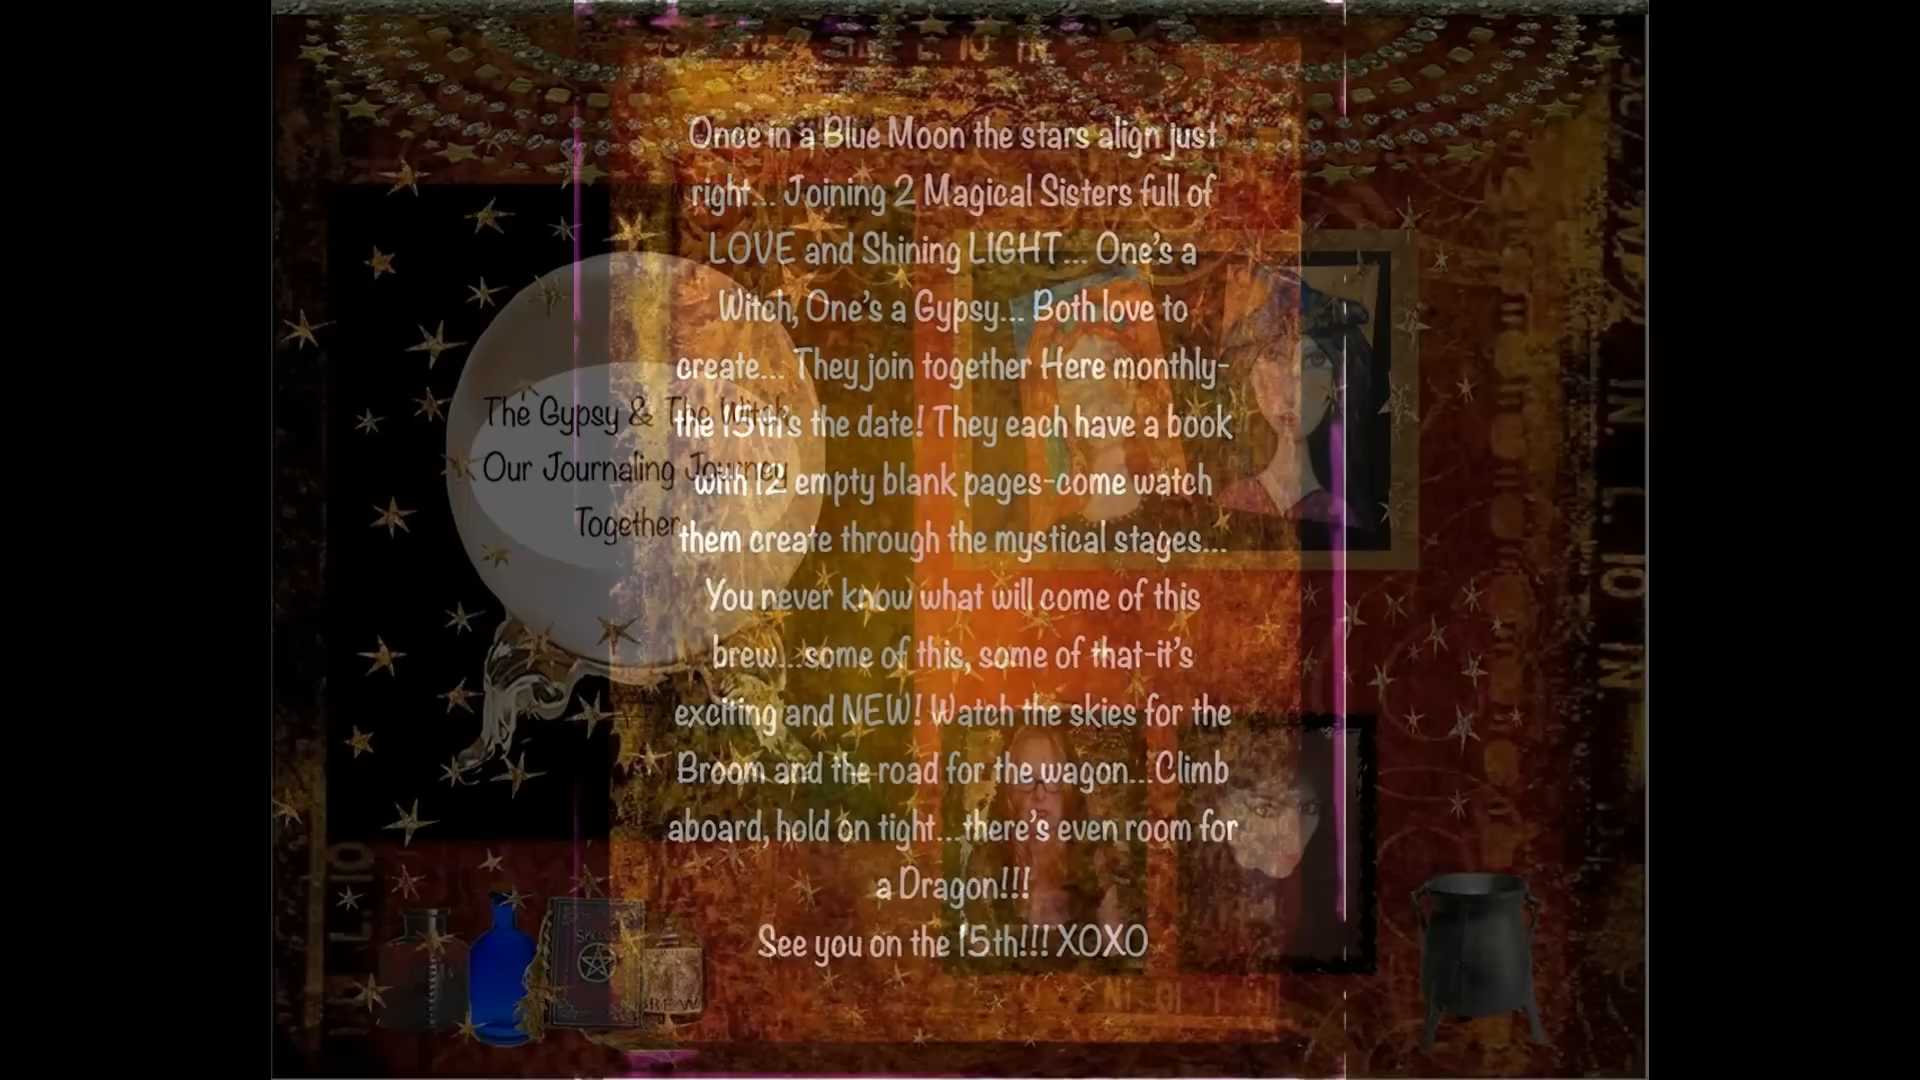 Once in a Blue Moon the stars align just
right... Joining 2 Magical Sisters full of
LOVE and Shining LIGHT... One's a
Witch, One's a Gypsy... Both love to
create... They join together Here monthly-
the 15th's the date! They each have a book
with 12 empty blank pages-come watch
them create through the mystical stages...
You never know what will come of this
brew...some of this, some of that-it's
exciting and NEW! Watch the skies for the
Broom and the road for the wagon...Climb
aboard, hold on tight...there's even room for
a Dragon!!!
See you on the 15th!!! XOXO
The Gypsy & The Witch
Our Journaling Journey
Together
BREW